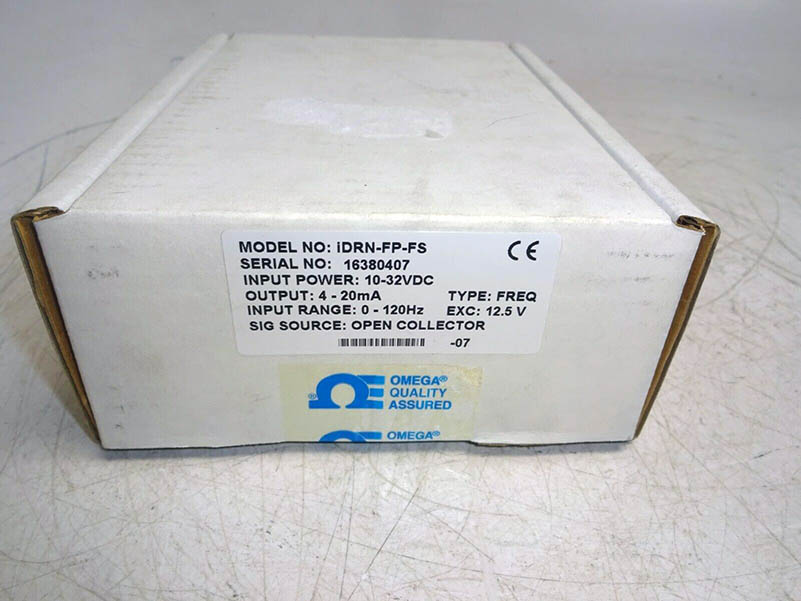 MODEL NO: iDRN-FP-FS
SERIAL NO: 16380407
INPUT POWER: 10-32VDC
OUTPUT: 4 - 20mA TYPE: FREQ
INPUT RANGE: 0 - 120Hz EXC: 12.5 V
SIG SOURCE: OPEN COLLECTOR
-07
CE
OMEGA®
QUALITY
ASSURED
®
OMEGA®